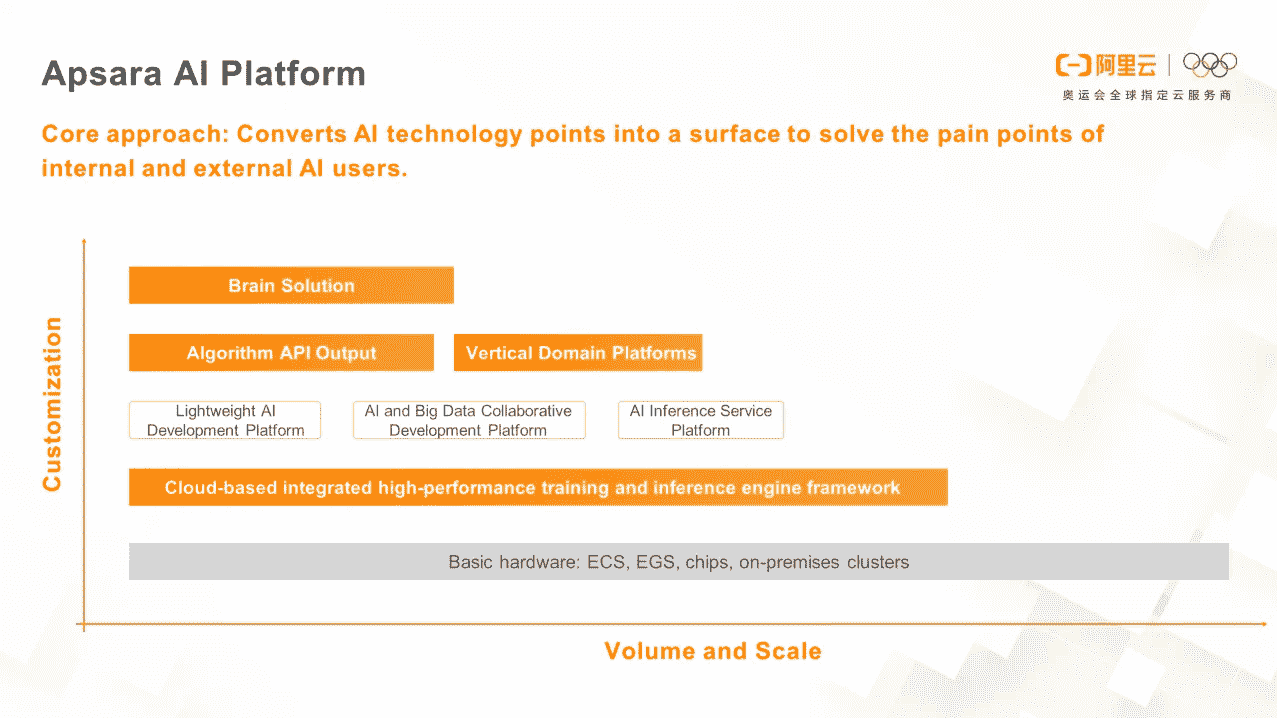 Apsara AI Platform
阿里云
奥运会全球指定云服务商
Core approach: Converts AI technology points into a surface to solve the pain points of
internal and external AI users.
Customization
Brain Solution
Algorithm API Output
Vertical Domain Platforms
Lightweight AI
Development Platform
AI and Big Data Collaborative
Development Platform
AI Inference Service
Platform
Cloud-based integrated high-performance training and inference engine framework
Basic hardware: ECS, EGS, chips, on-premises clusters
Volume and Scale